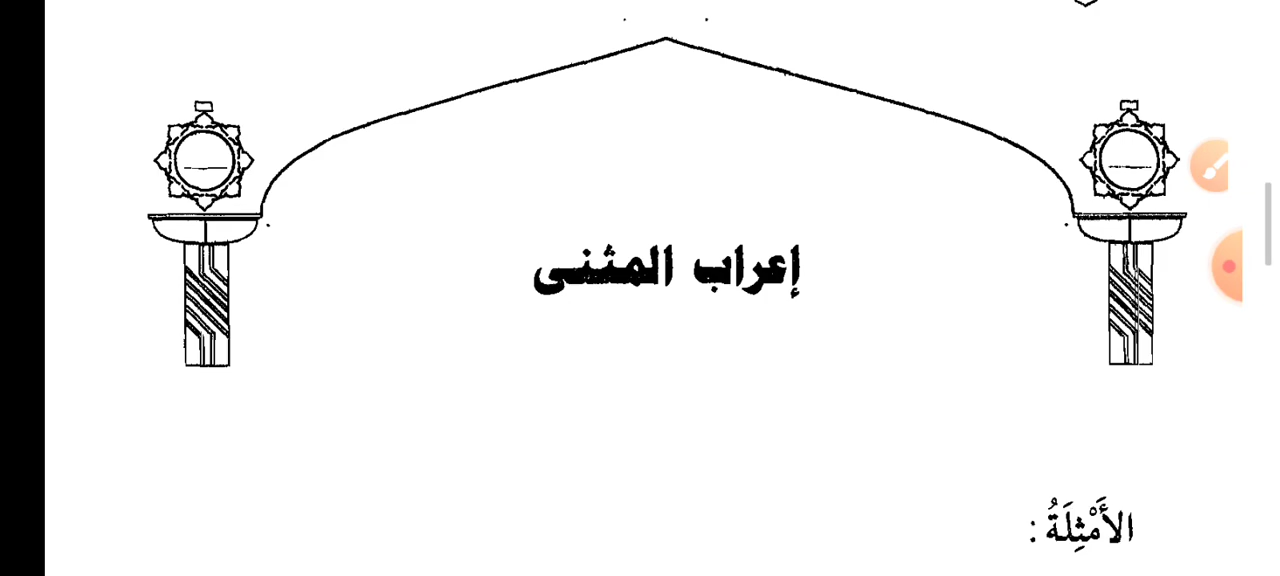 إعراب المثنى
الأَمْثِلَةُ :